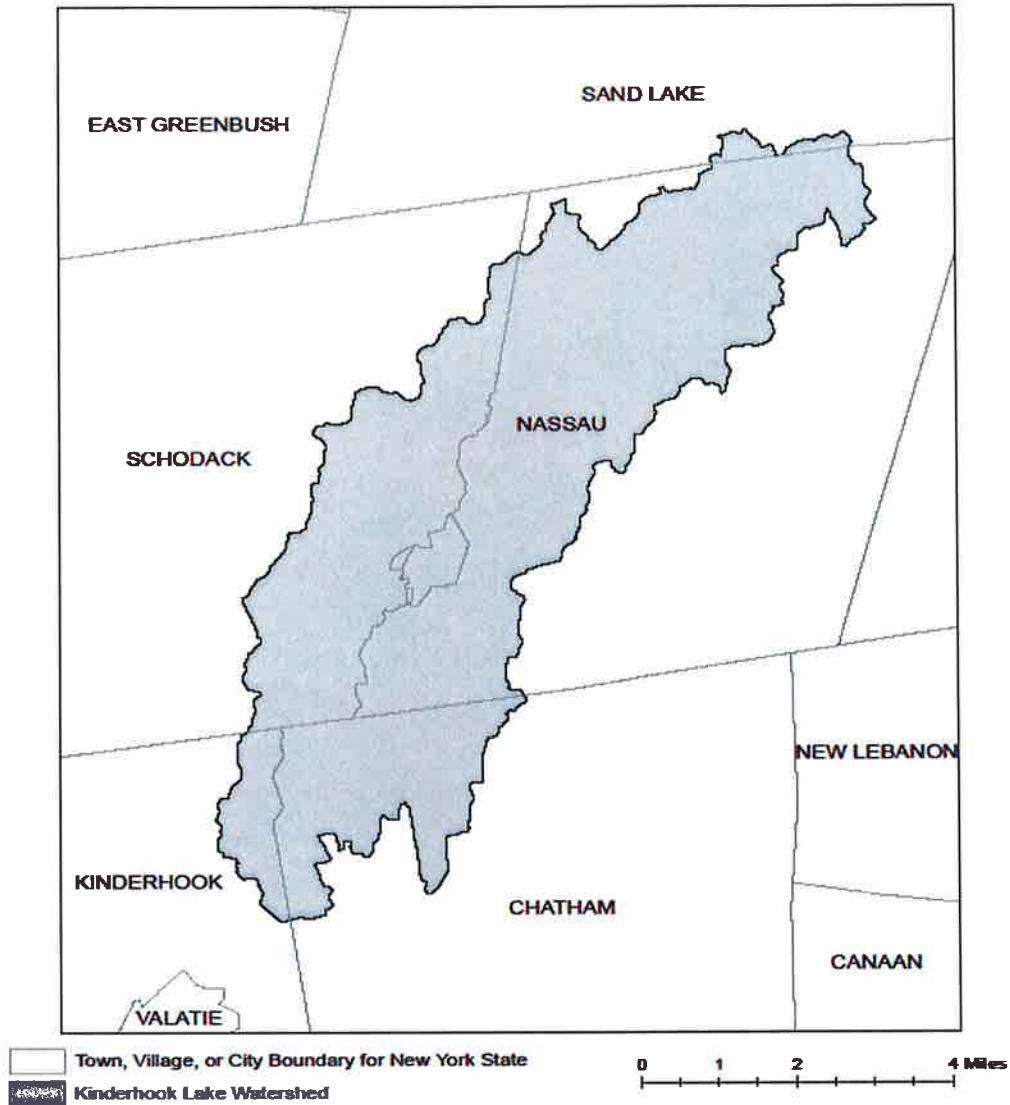 SAND LAKE
EAST GREENBUSH
NASSAU
SCHODACK
NEW LEBANON
KINDERHOOK
CHATHAM
CANAAN
VALATIE
Town, Village, or City Boundary for New York State
Kinderhook Lake Watershed
0 1 2 4 Miles